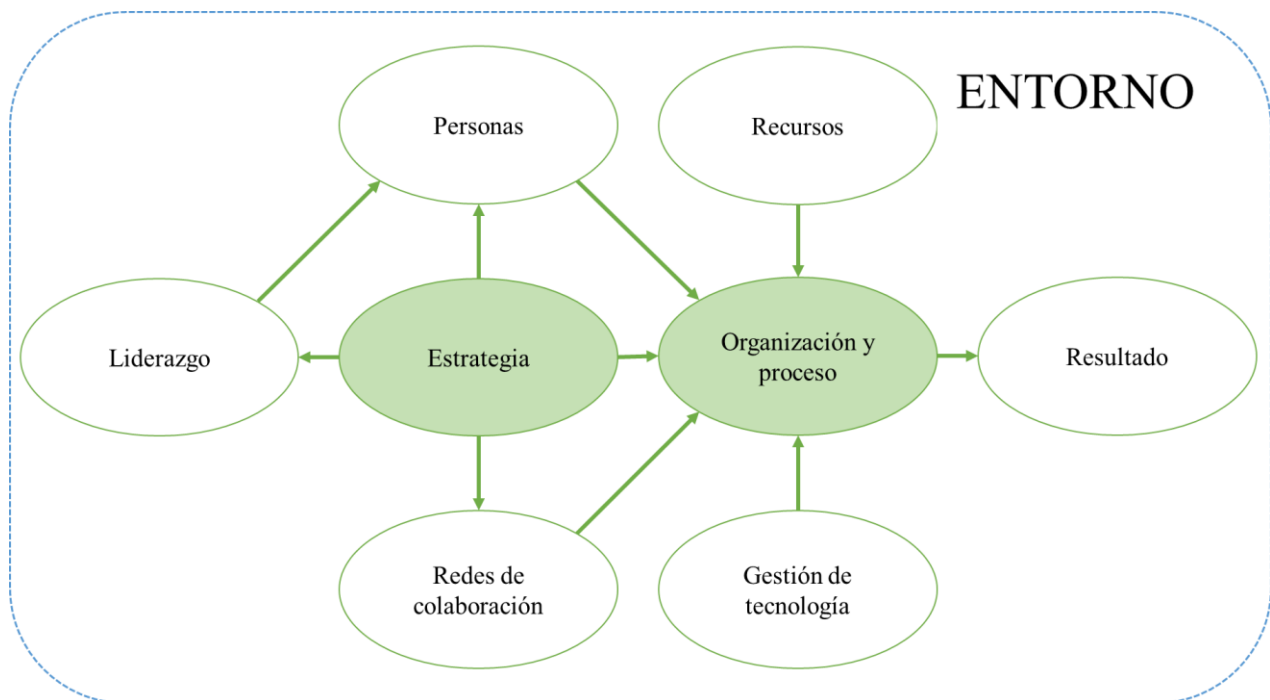 ENTORNO
Personas
Recursos
Liderazgo
Estrategia
Organización y
proceso
Resultado
Redes de
colaboración
Gestión de
tecnología